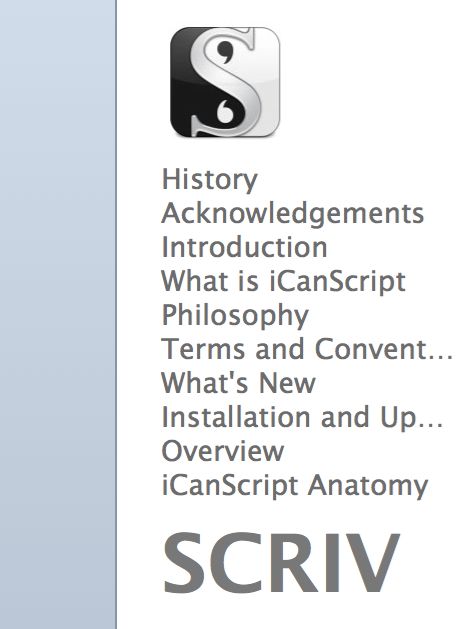 History
Acknowledgements
Introduction
What is iCanScript
Philosophy
Terms and Convent…
What's New
Installation and Up…
Overview
iCanScript Anatomy
SCRIV